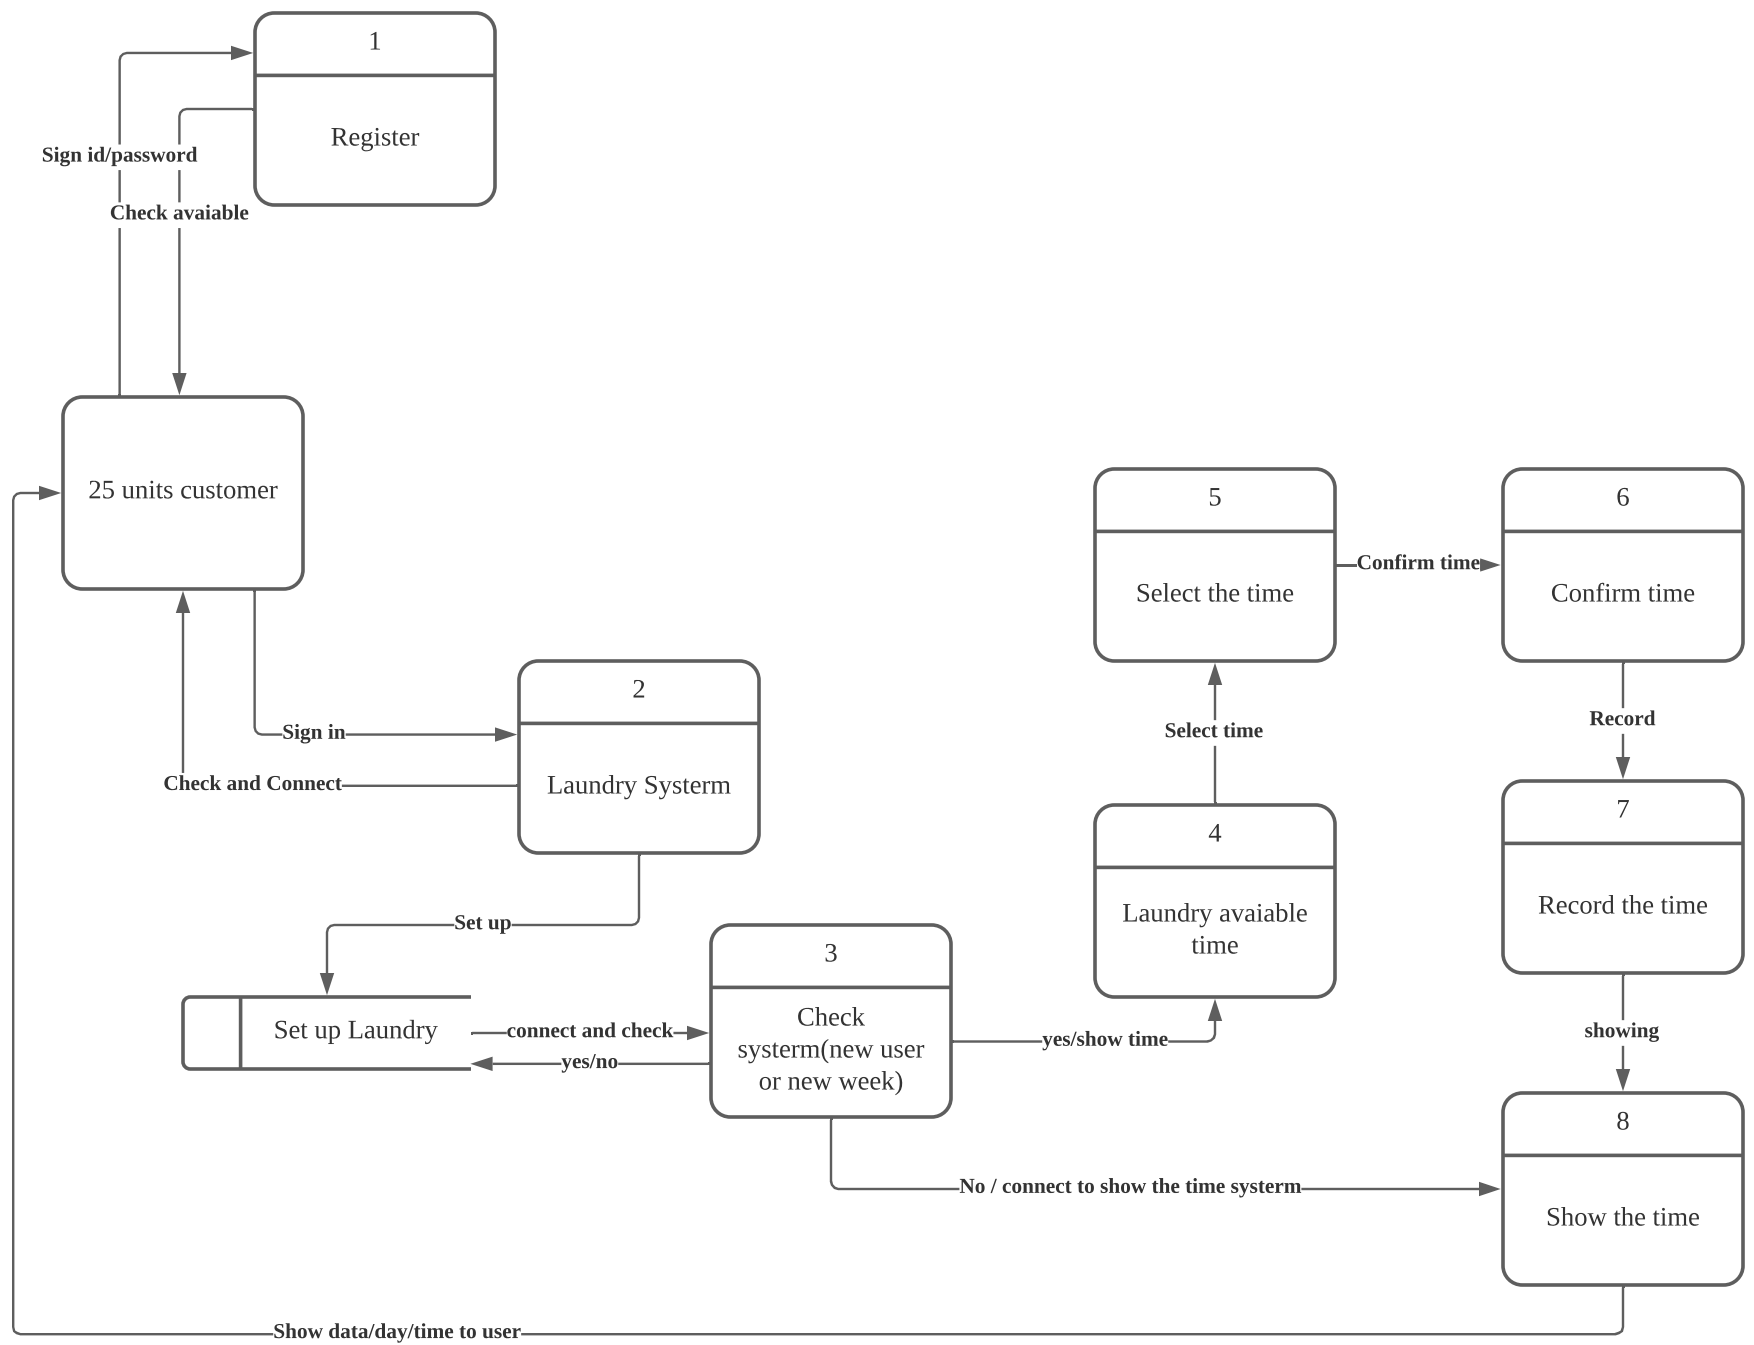 1
Register
Sign id/password
Check avaiable
25 units customer
5
Select the time
Confirm time
6
Confirm time
2
Laundry Systerm
Sign in
Check and Connect
Select time
Record
4
Laundry avaiable
time
7
Record the time
Set up
Set up Laundry
connect and check
yes/no
3
Check
systerm(new user
or new week)
yes/show time
showing
8
Show the time
No / connect to show the time systerm
Show data/day/time to user